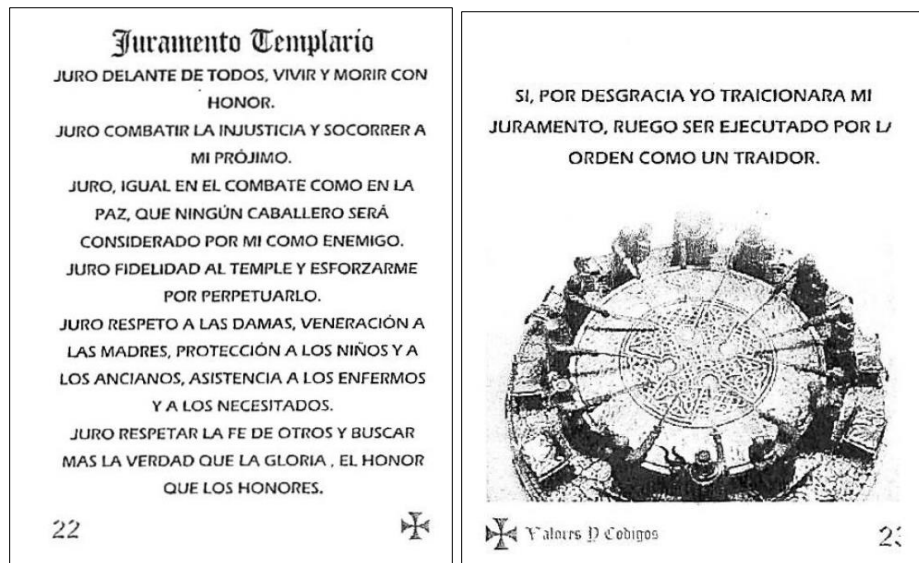 Juramento Templario
JURO DELANTE DE TODOS, VIVIR Y MORIR CON
HONOR.
JURO COMBATIR LA INJUSTICIA Y SOCORRER A
MI PRÓJIMO.
JURO, IGUAL EN EL COMBATE COMO EN LA
PAZ, QUE NINGÚN CABALLERO SERÁ
CONSIDERADO POR MI COMO ENEMIGO.
JURO FIDELIDAD AL TEMPLE Y ESFORZARME
POR PERPETUARLO.
JURO RESPETO A LAS DAMAS, VENERACIÓN A
LAS MADRES, PROTECCIÓN A LOS NIÑOS Y A
LOS ANCIANOS, ASISTENCIA A LOS ENFERMOS
Y A LOS NECESITADOS.
JURO RESPETAR LA FE DE OTROS Y BUSCAR
MAS LA VERDAD QUE LA GLORIA , EL HONOR
QUE LOS HONORES.
22
SI, POR DESGRACIA YO TRAICIONARA MI
JURAMENTO, RUEGO SER EJECUTADO POR
ORDEN COMO UN TRAIDOR.
Valores Y Codigos